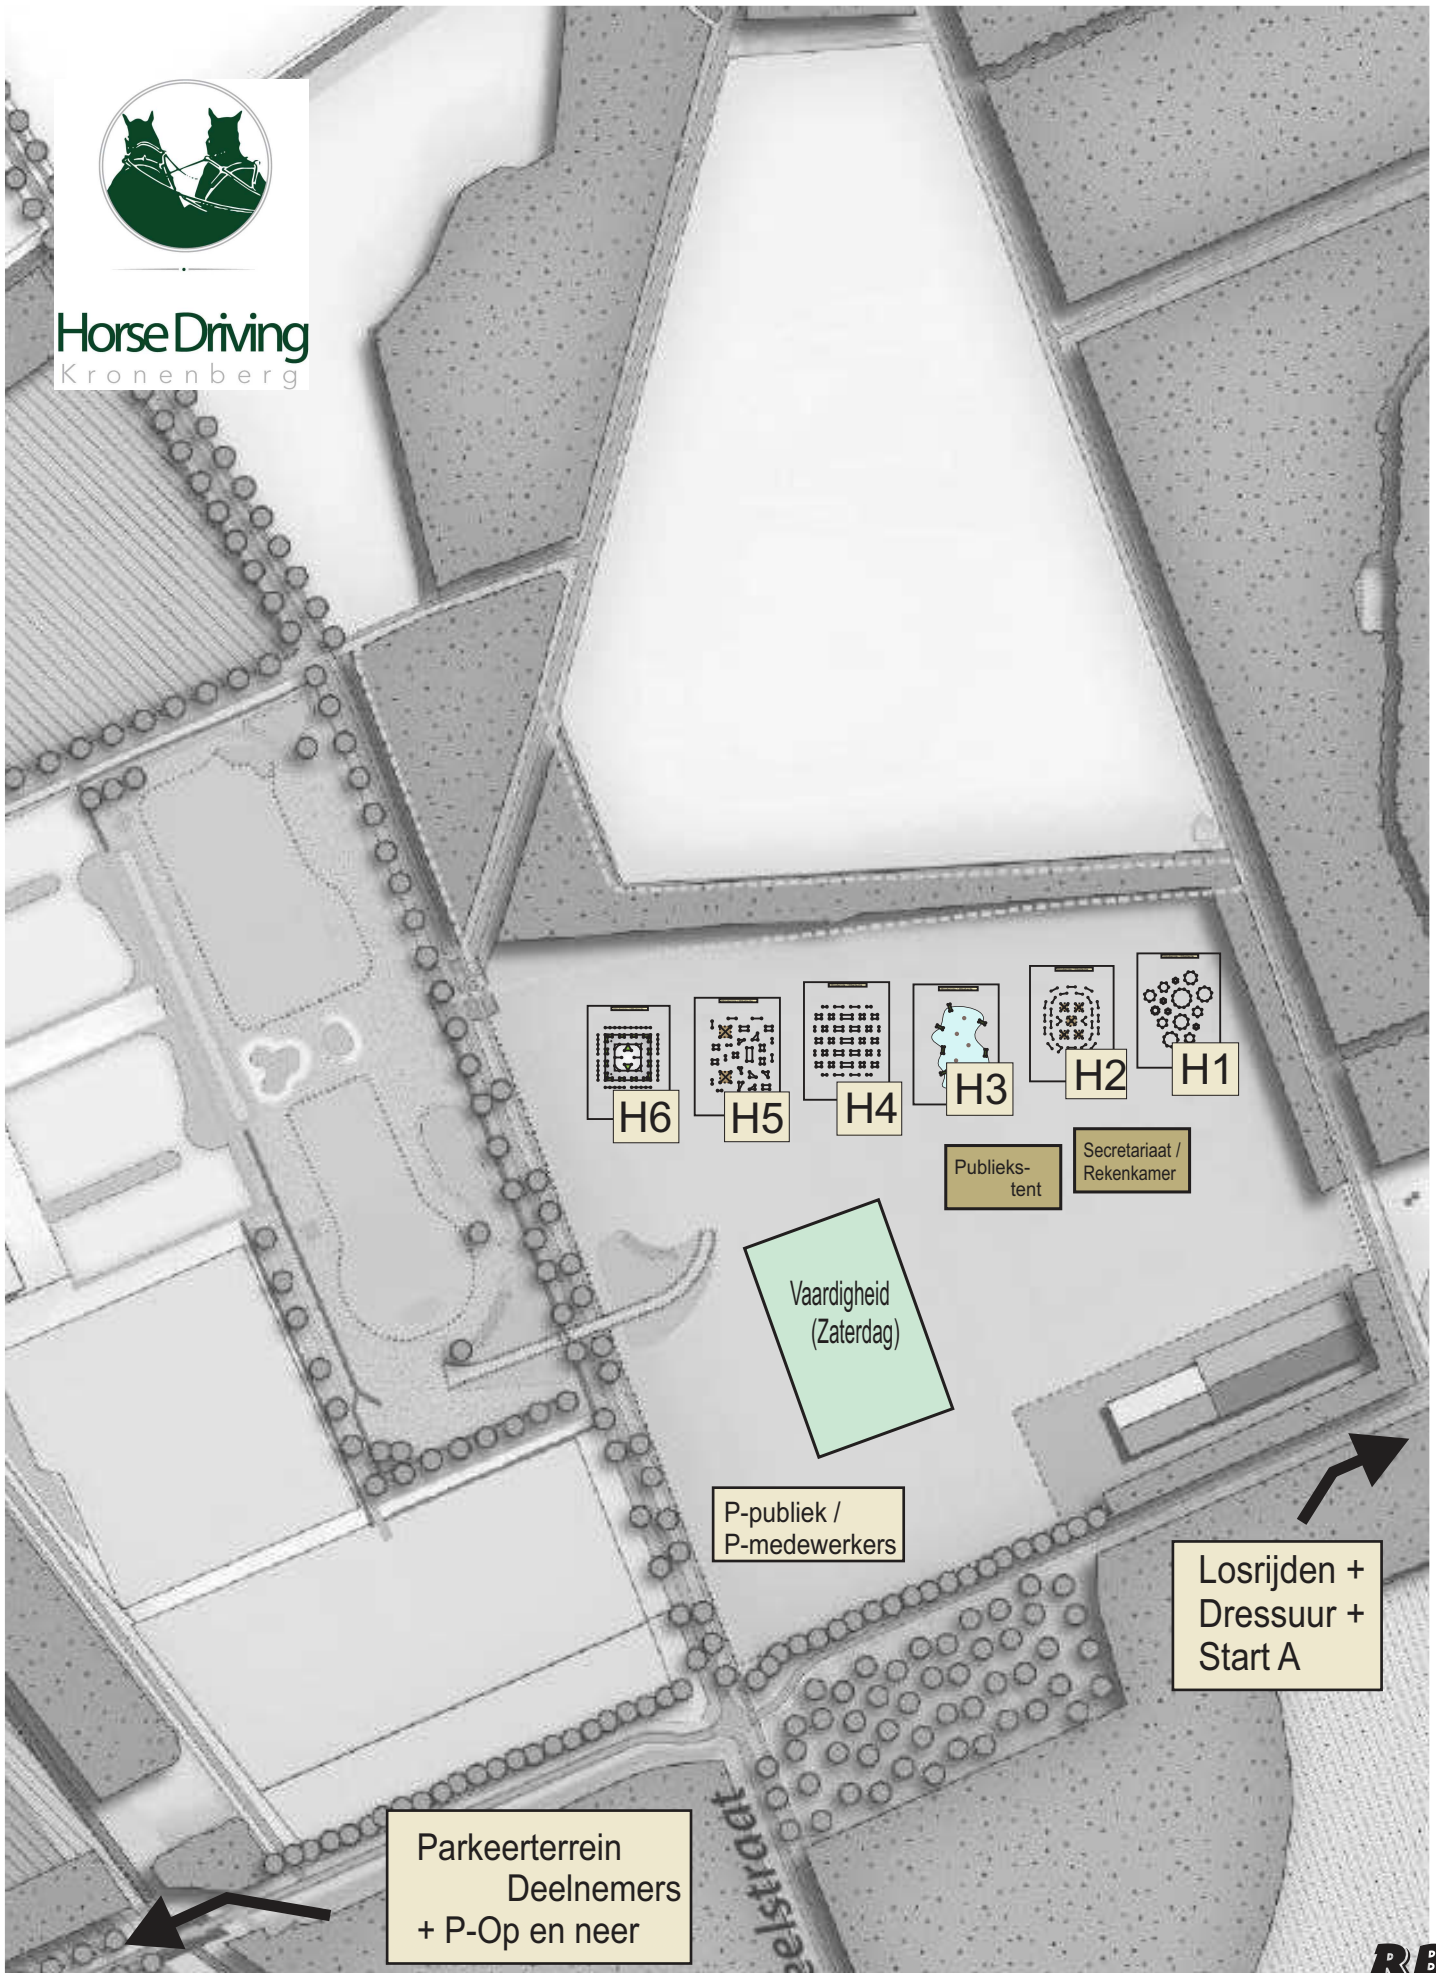 Horse Driving
Kronenberg
H6
H5
H4
H3
H2
H1
Publieks-
tent
Secretariaat /
Rekenkamer
Vaardigheid
(Zaterdag)
P-publiek /
P-medewerkers
Losrijden +
Dressuur +
Start A
Parkeerterrein
Deelnemers
+ P-Op en neer